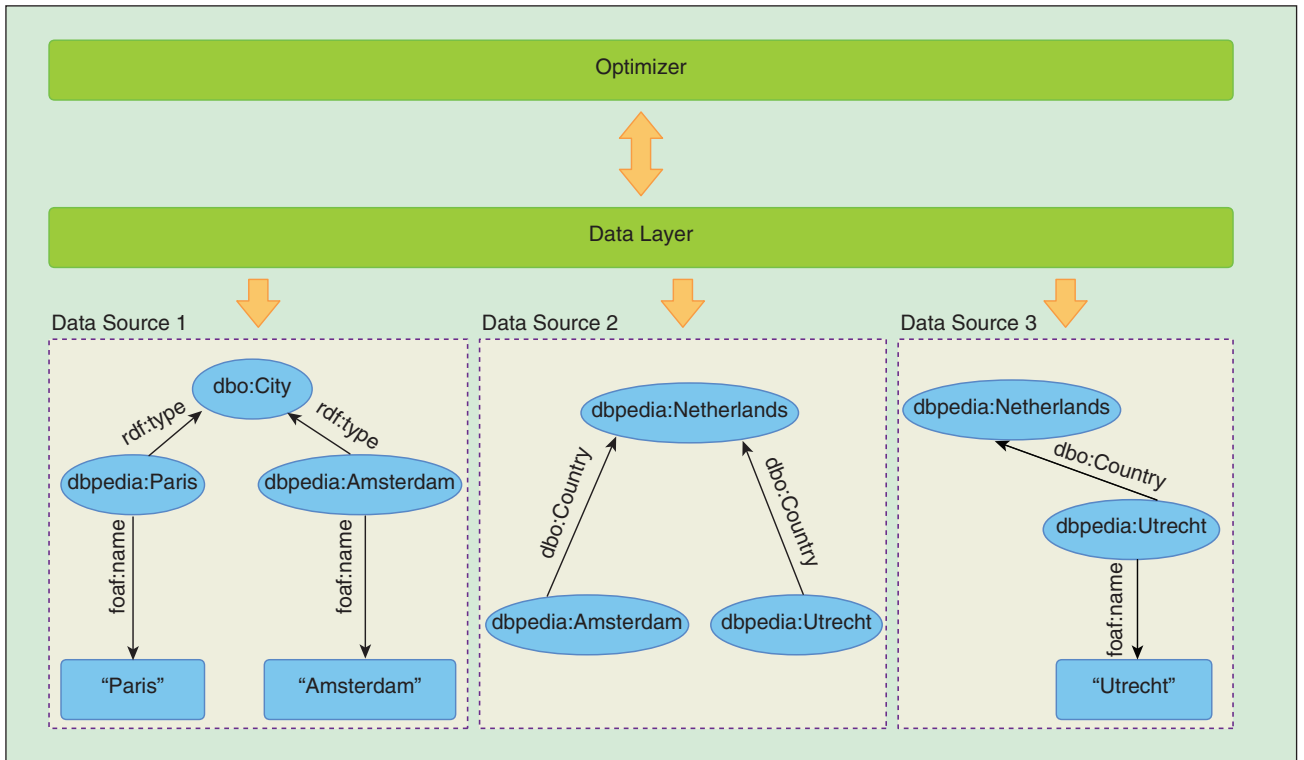 Optimizer
Data Layer
Data Source 1
Data Source 2
Data Source 3
dbo:City
rdf:type
rdf:type
dbpedia:Paris
dbpedia:Amsterdam
foaf:name
foaf:name
“Paris”
“Amsterdam”
dbpedia:Netherlands
dbo:Country
dbo:Country
dbpedia:Amsterdam
dbpedia:Utrecht
dbpedia:Netherlands
dbo:Country
dbpedia:Utrecht
foaf:name
“Utrecht”